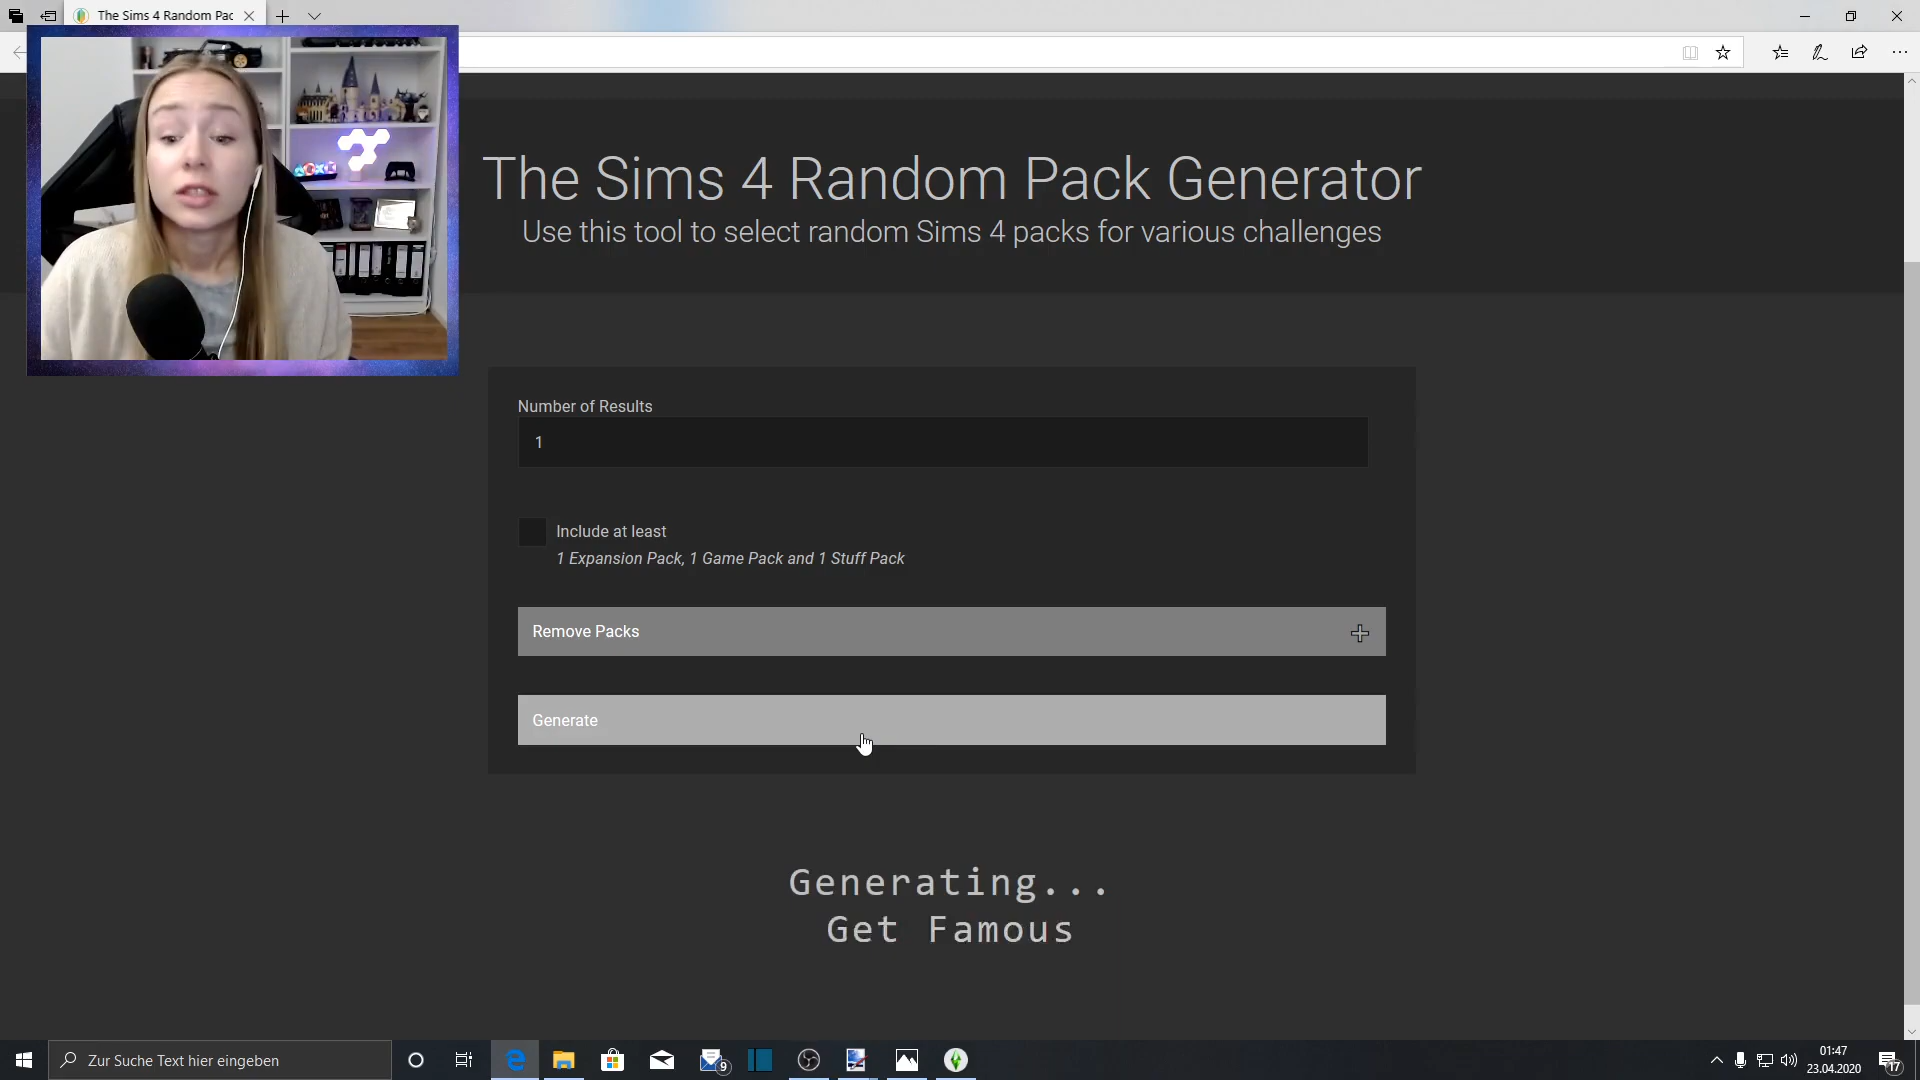 The Sims 4 Random Pac
The Sims 4 Random Pack Generator
Use this tool to select random Sims 4 packs for various challenges
Number of Results
1
Include at least
1 Expansion Pack, 1 Game Pack and 1 Stuff Pack
Remove Packs
Generate
Generating...
Get Famous
Zur Suche Text hier eingeben
9
01:47
23.04.2020
17